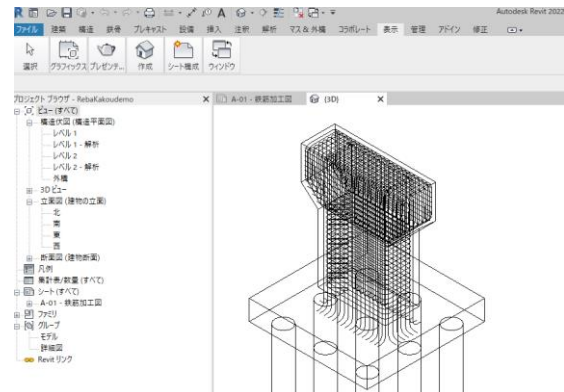 Autodesk Revit 2022
ファイル 建築 構造 鉄骨 プレキャスト 設備 挿入 注釈 解析 マス & 外構 コラボレート 表示 管理 アドイン 修正
選択 グラフィックス プレゼンテ... 作成 シート構成 ウィンドウ
プロジェクト ブラウザ - RebaKakouderno
A-01 - 鉄筋加工図 {3D}
ビュー (すべて)
構造伏図 (構造平面図)
レベル 1
レベル 1 - 解析
レベル 2
レベル 2 - 解析
外構
3D ビュー
立面図 (建物の立面)
北
南
東
西
断面図 (建物断面)
凡例
集計表/数量 (すべて)
シート (すべて)
A-01 - 鉄筋加工図
ファミリ
グループ
モデル
詳細図
Revit リンク